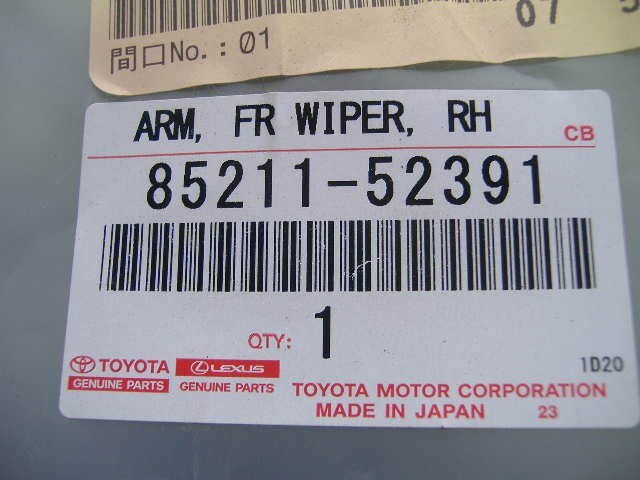 07
間口No.:01
ARM, FR WIPER, RH
CB
85211-52391
QTY: 1
TOYOTA LEXUS
GENUINE PARTS GENUINE PARTS
1D20
TOYOTA MOTOR CORPORATION
MADE IN JAPAN 23